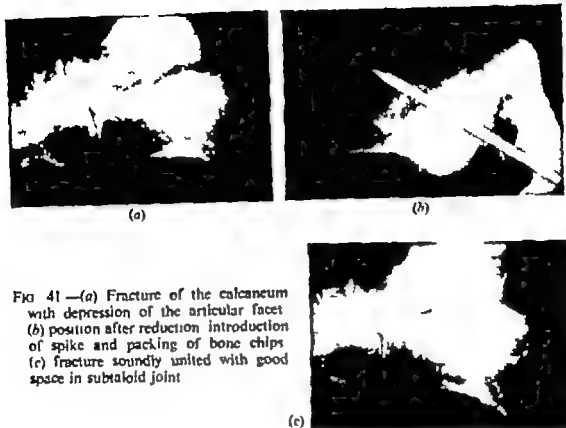 (a)
(b)
FIG 41 —(a) Fracture of the calcaneum
with depression of the articular facet
(b) position after reduction introduction
of spike and packing of bone chips
(c) fracture soundly united with good
space in subtaloid joint
(c)